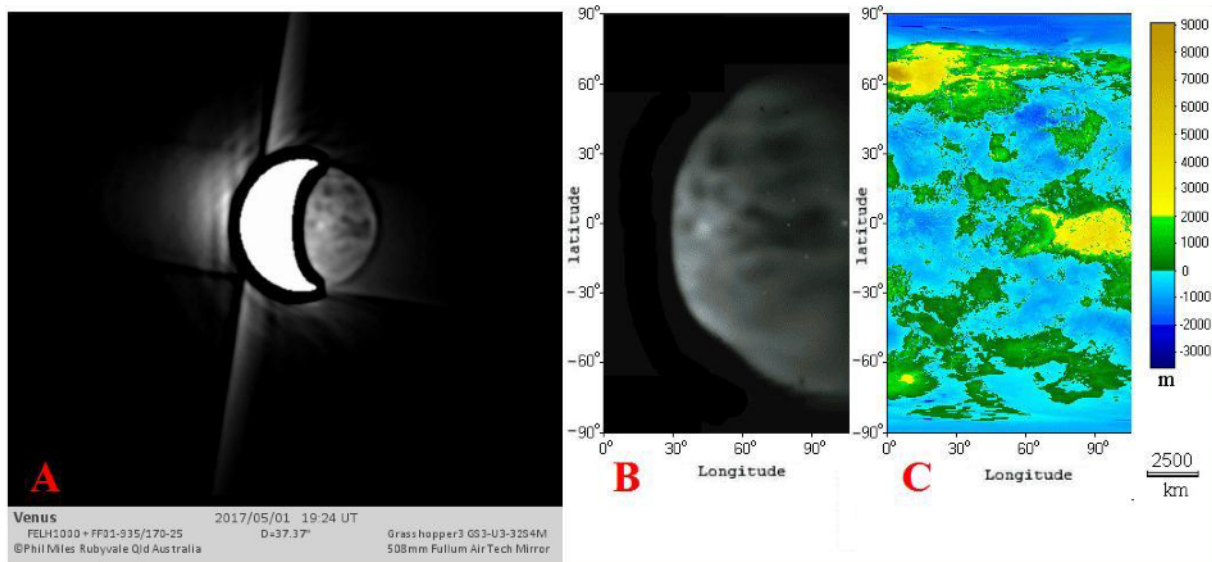 A
Venus 2017/05/01 19:24 UT
FELH1000 + FF01-935/170-25 D=37.37" Grasshopper3 GS3-U3-32S4M
©Phil Miles Rubyvale Qld Australia 508mm Fullum Air Tech Mirror
90°
60°
30°
0°
-30°
-60°
-90°
latitude
0° 30° 60° 90°
Longitude
B
90°
60°
30°
0°
-30°
-60°
-90°
latitude
0° 30° 60° 90°
Longitude
C
9000
8000
7000
6000
5000
4000
3000
2000
1000
0
-1000
-2000
-3000
m
2500
km